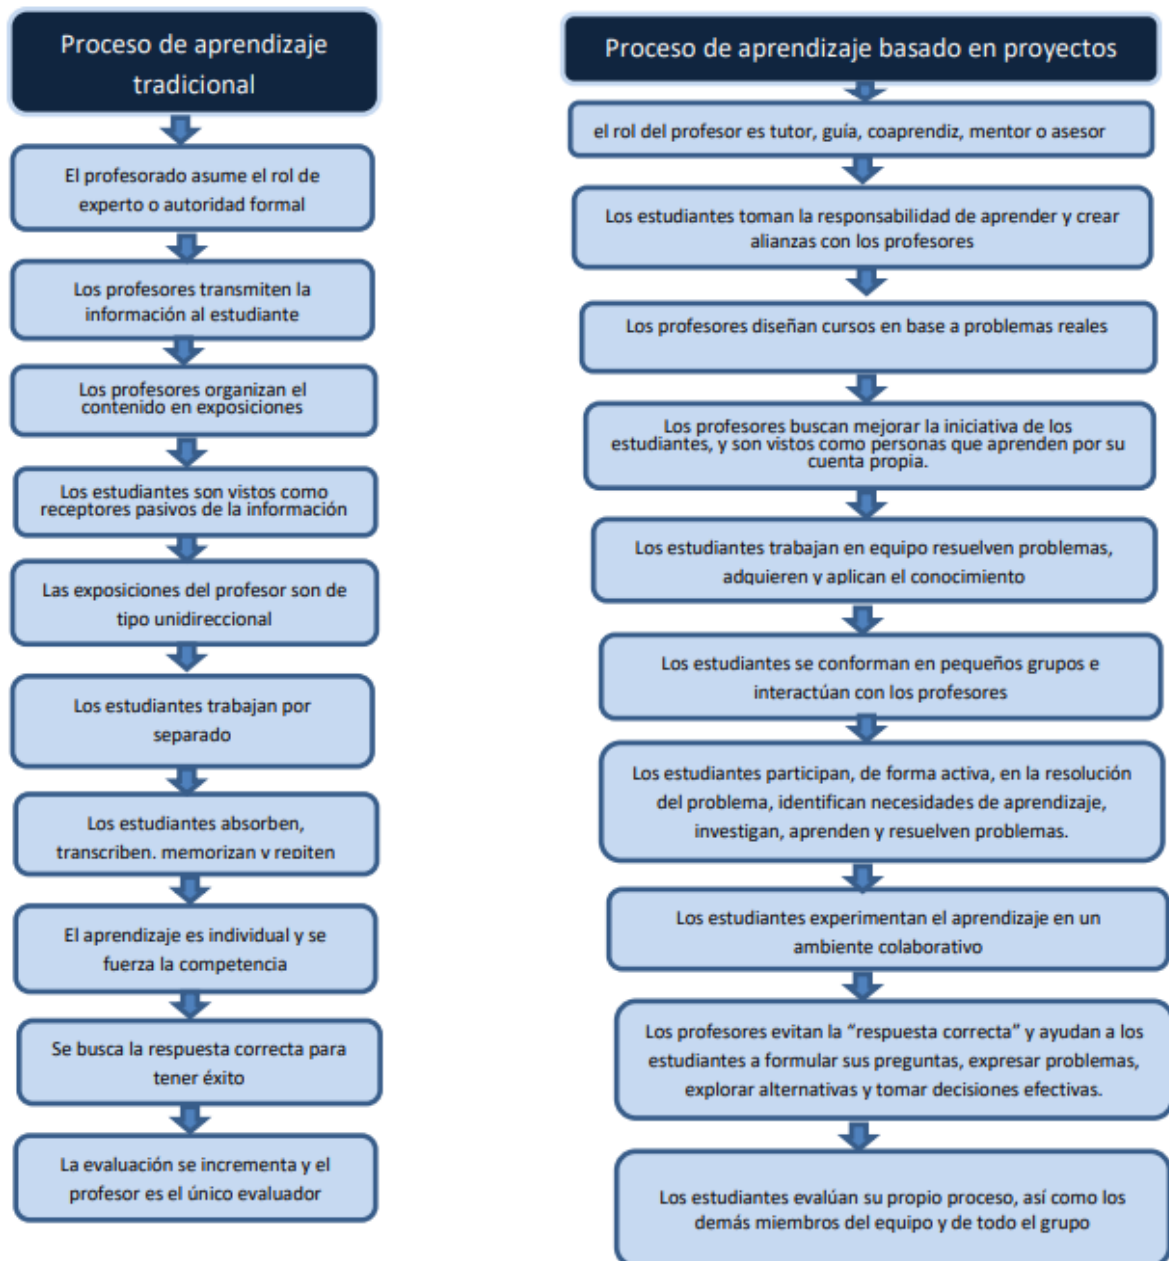 Proceso de aprendizaje
tradicional
El profesorado asume el rol de
experto o autoridad formal
Los profesores transmiten la
información al estudiante
Los profesores organizan el
contenido en exposiciones
Los estudiantes son vistos como
receptores pasivos de la información
Las exposiciones del profesor son de
tipo unidireccional
Los estudiantes trabajan por
separado
Los estudiantes absorben,
transcriben, memorizan y repiten
El aprendizaje es individual y se
fuerza la competencia
Se busca la respuesta correcta para
tener éxito
La evaluación se incrementa y el
profesor es el único evaluador
Proceso de aprendizaje basado en proyectos
el rol del profesor es tutor, guía, coaprendiz, mentor o asesor
Los estudiantes toman la responsabilidad de aprender y crear
alianzas con los profesores
Los profesores diseñan cursos en base a problemas reales
Los profesores buscan mejorar la iniciativa de los
estudiantes, y son vistos como personas que aprenden por su
cuenta propia.
Los estudiantes trabajan en equipo resuelven problemas,
adquieren y aplican el conocimiento
Los estudiantes se conforman en pequeños grupos e
interactúan con los profesores
Los estudiantes participan, de forma activa, en la resolución
del problema, identifican necesidades de aprendizaje,
investigan, aprenden y resuelven problemas.
Los estudiantes experimentan el aprendizaje en un
ambiente colaborativo
Los profesores evitan la “respuesta correcta” y ayudan a los
estudiantes a formular sus preguntas, expresar problemas,
explorar alternativas y tomar decisiones efectivas.
Los estudiantes evalúan su propio proceso, así como los
demás miembros del equipo y de todo el grupo